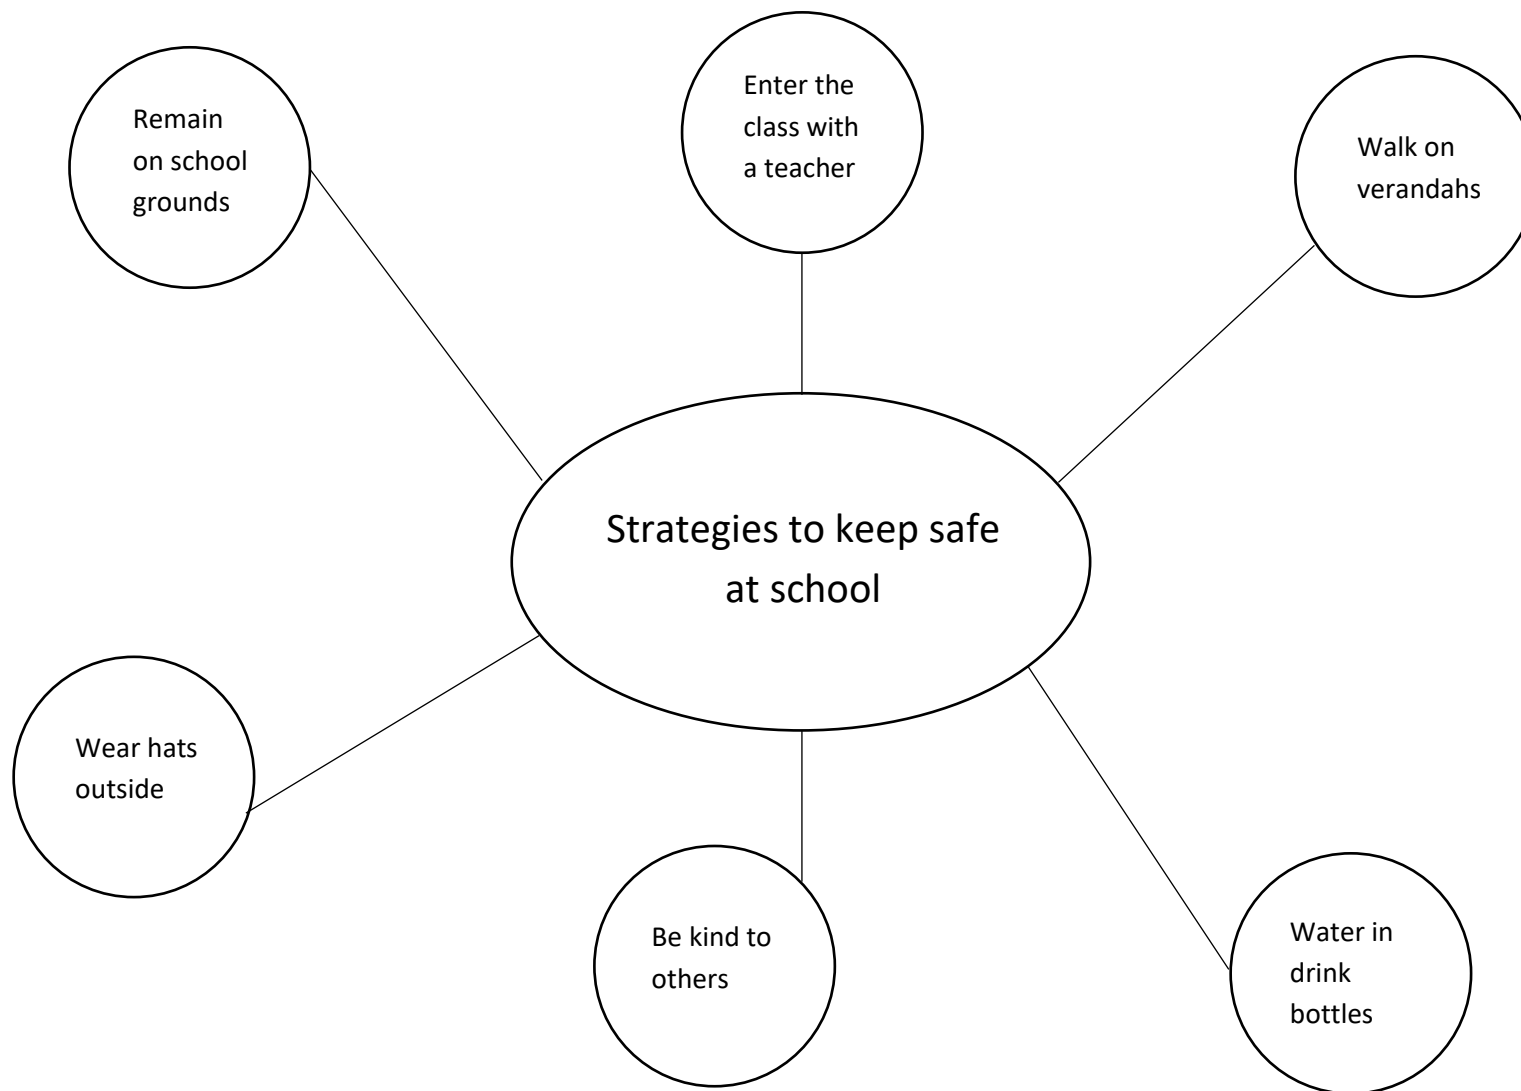 Remain
on school
grounds
Enter the
class with
a teacher
Walk on
verandahs
Strategies to keep safe
at school
Wear hats
outside
Be kind to
others
Water in
drink
bottles